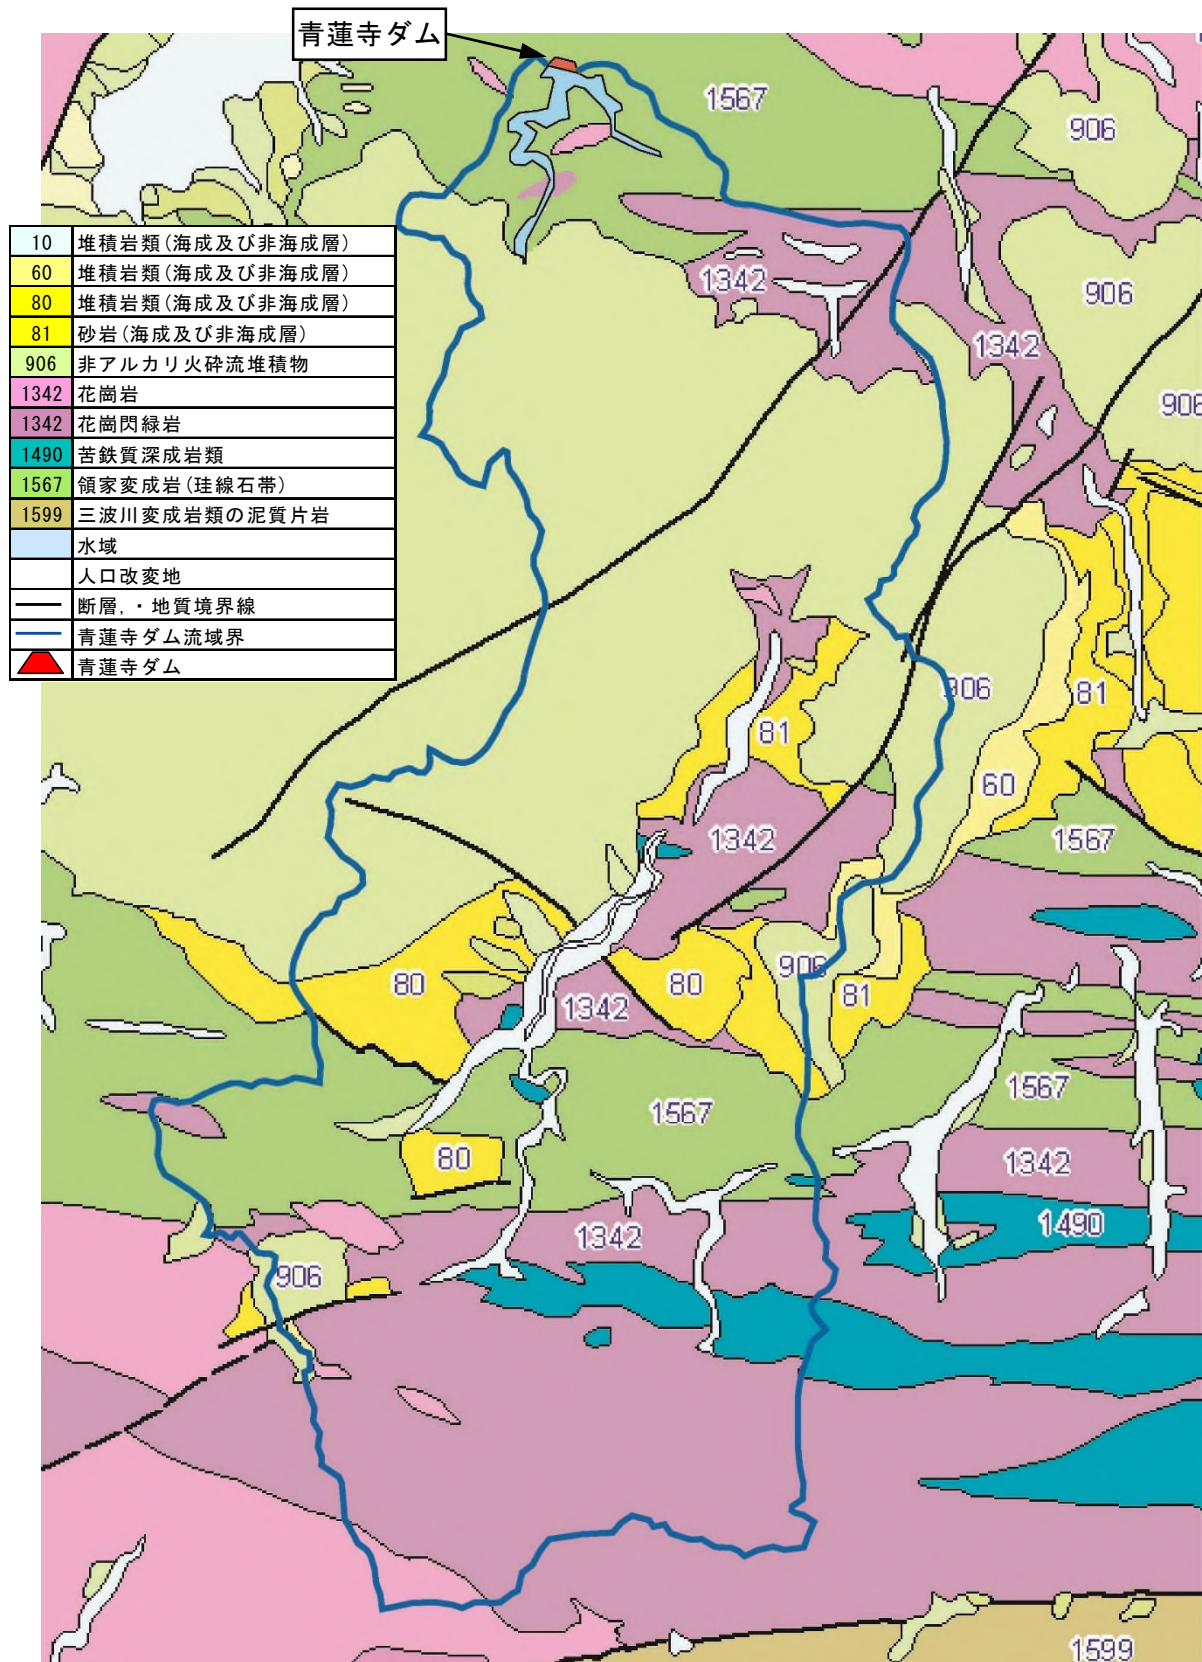 青蓮寺ダム
1567
906
10 堆積岩類(海成及び非海成層)
60 堆積岩類(海成及び非海成層)
80 堆積岩類(海成及び非海成層)
81 砂岩(海成及び非海成層)
906 非アルカリ火砕流堆積物
1342 花崗岩
1342 花崗閃緑岩
1490 苦鉄質深成岩類
1567 領家変成岩(珪線石帯)
1599 三波川変成岩類の泥質片岩
水域
人口改変地
断層,・地質境界線
青蓮寺ダム流域界
青蓮寺ダム
1342
906
1342
906
906
81
81
60
1342
1567
906
80
80
81
1342
1567
1567
80
1342
1342
1490
906
1599